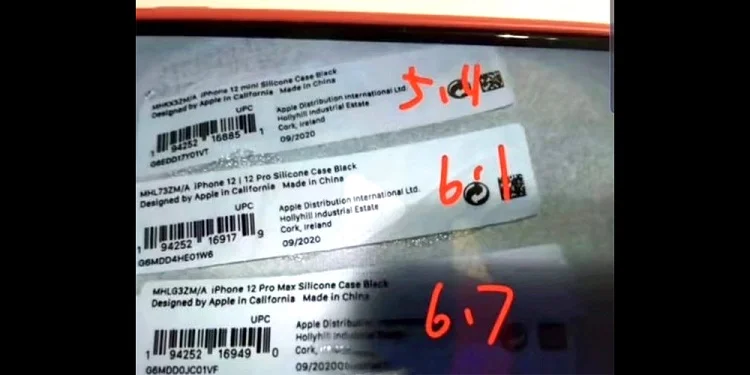 MHKX3ZM/A iPhone 12 mini Silicone Case Black
Designed by Apple in California Made in China
UPC
1 94252 16885 1
G6EDD17Y01VT
Apple Distribution International Ltd.
Hollyhill Industrial Estate
Cork, Ireland
09/2020
5.4
MHL73ZM/A iPhone 12 | 12 Pro Silicone Case Black
Designed by Apple in California Made in China
UPC
1 94252 16917 9
G6MDD4HE01W6
Apple Distribution International Ltd.
Hollyhill Industrial Estate
Cork, Ireland
09/2020
6.1
MHLG3ZM/A iPhone 12 Pro Max Silicone Case Black
Designed by Apple in California Made in China
UPC
1 94252 16949 0
G6MDD0JC01VF
Apple Distribution
Hollyhill
Cork,
09/2020
6.7